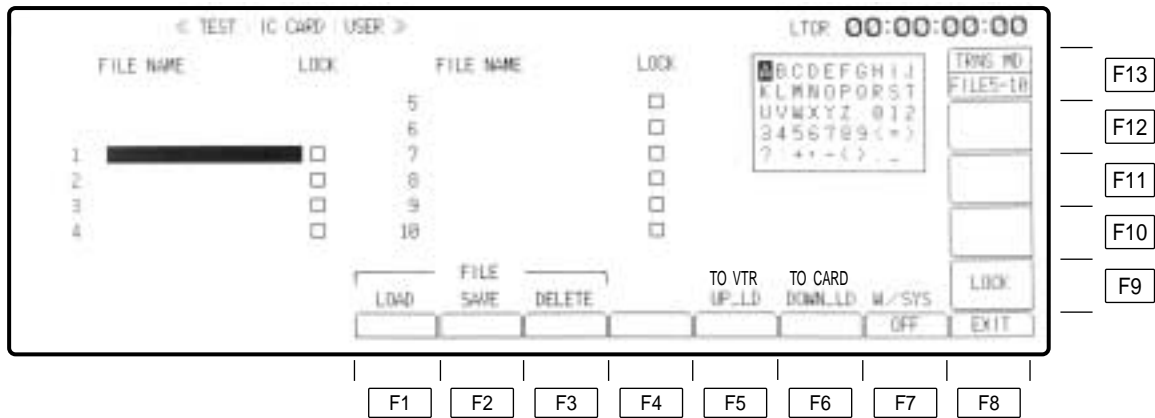 ≪ TEST / IC CARD / USER ≫ LTCR 00:00:00:00
FILE NAME LOCK FILE NAME LOCK
TRNS MD F13
FILE5-10
ABCDEFGHIJ
KLMNOPQRST
UVWXYZ 012
3456789(=)
5
6 F12
1 7
2 8 F11
3 9
4 10 F10
FILE
LOAD SAVE DELETE
TO VTR TO CARD
UP_LD DOWN_LD W/SYS
LOCK F9
OFF EXIT
F1 F2 F3 F4 F5 F6 F7 F8